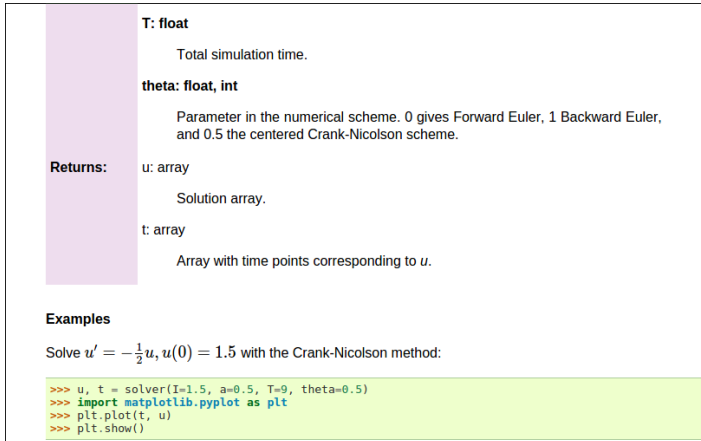 T: float
Total simulation time.
theta: float, int
Parameter in the numerical scheme. 0 gives Forward Euler, 1 Backward Euler,
and 0.5 the centered Crank-Nicolson scheme.
Returns: u: array
Solution array.
t: array
Array with time points corresponding to u.
Examples
Solve u′ = −½u, u(0) = 1.5 with the Crank-Nicolson method:
>>> u, t = solver(I=1.5, a=0.5, T=9, theta=0.5)
>>> import matplotlib.pyplot as plt
>>> plt.plot(t, u)
>>> plt.show()